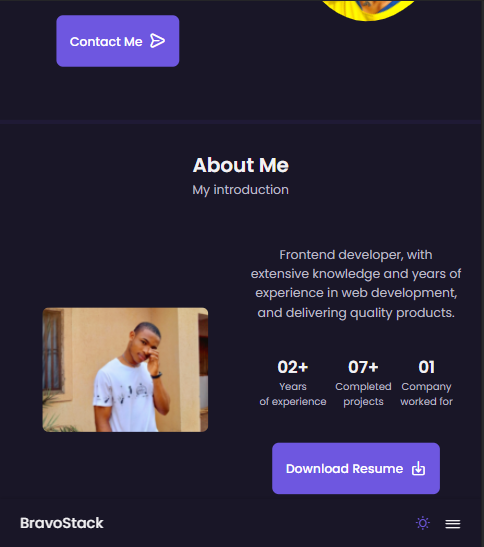 Contact Me
About Me
My introduction
Frontend developer, with
extensive knowledge and years of
experience in web development,
and delivering quality products.
02+ 07+ 01
Years Completed Company
of experience projects worked for
Download Resume
BravoStack